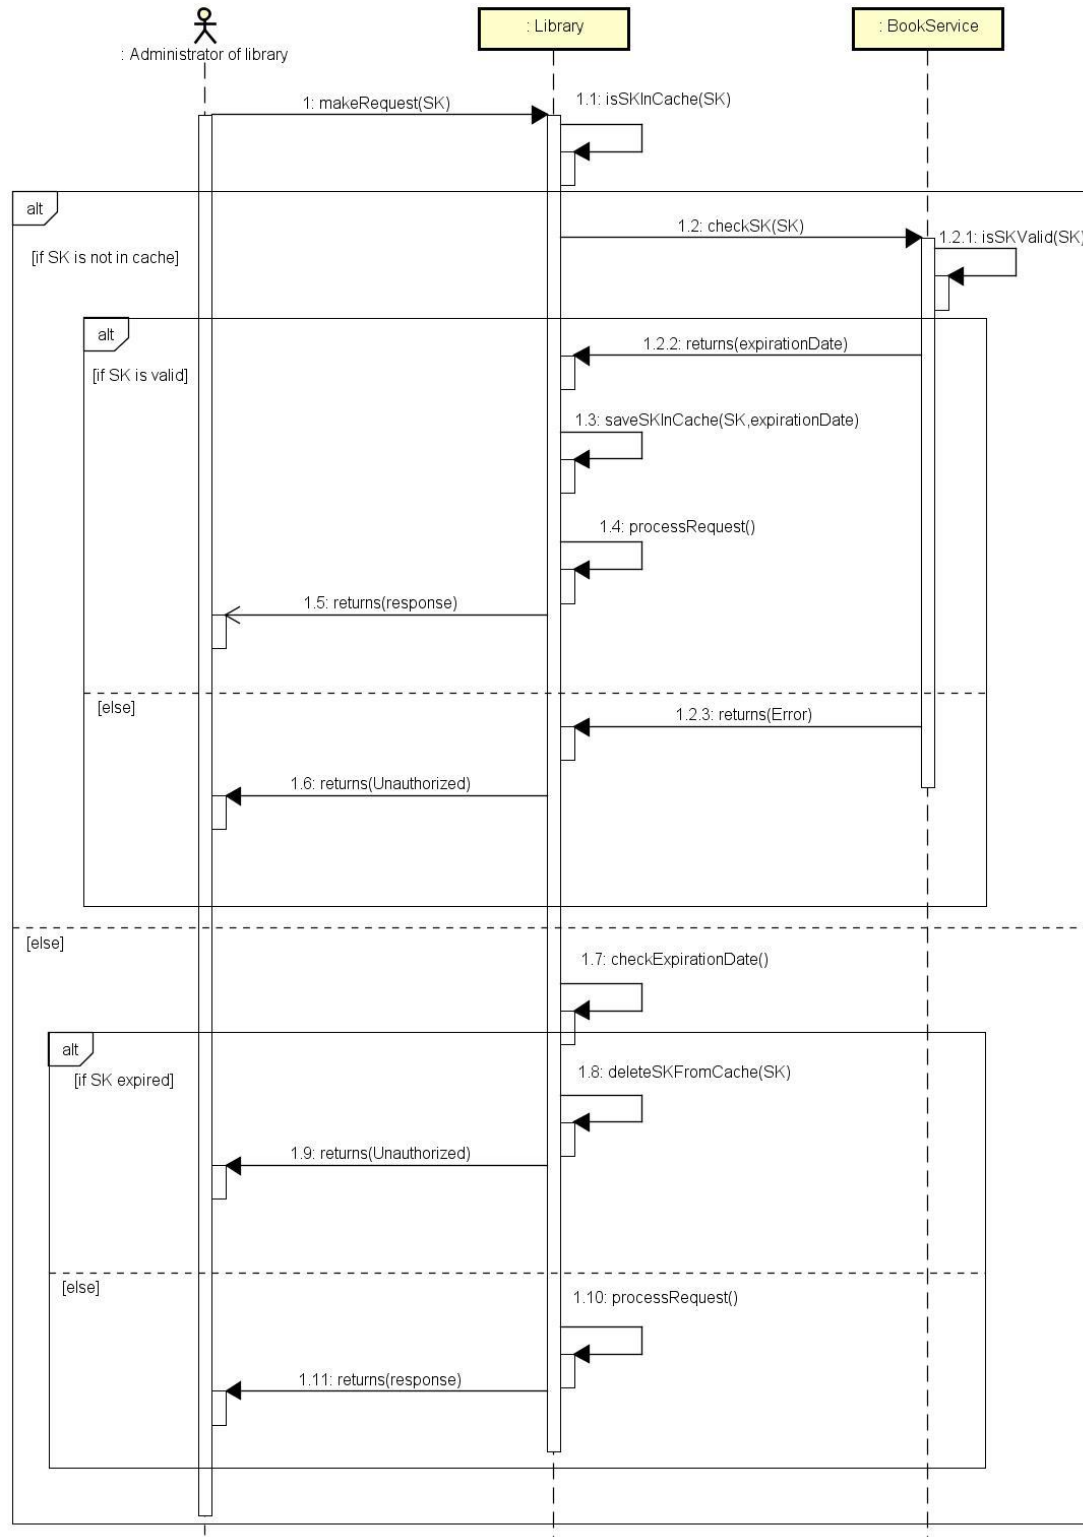 : Administrator of library
: Library
: BookService
1: makeRequest(SK)
1.1: isSKInCache(SK)
alt
[if SK is not in cache]
1.2: checkSK(SK)
1.2.1: isSKValid(SK)
alt
[if SK is valid]
1.2.2: returns(expirationDate)
1.3: saveSKInCache(SK,expirationDate)
1.4: processRequest()
1.5: returns(response)
[else]
1.2.3: returns(Error)
1.6: returns(Unauthorized)
[else]
1.7: checkExpirationDate()
alt
[if SK expired]
1.8: deleteSKFromCache(SK)
1.9: returns(Unauthorized)
[else]
1.10: processRequest()
1.11: returns(response)